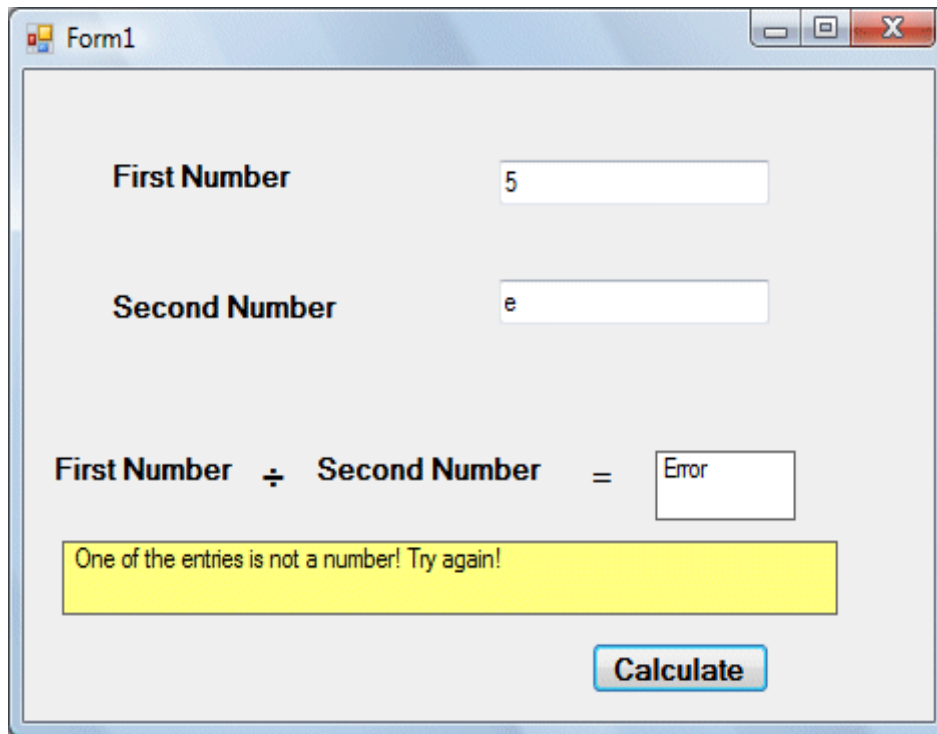 Form1
First Number 5
Second Number e
First Number ÷ Second Number = Error
One of the entries is not a number! Try again!
Calculate